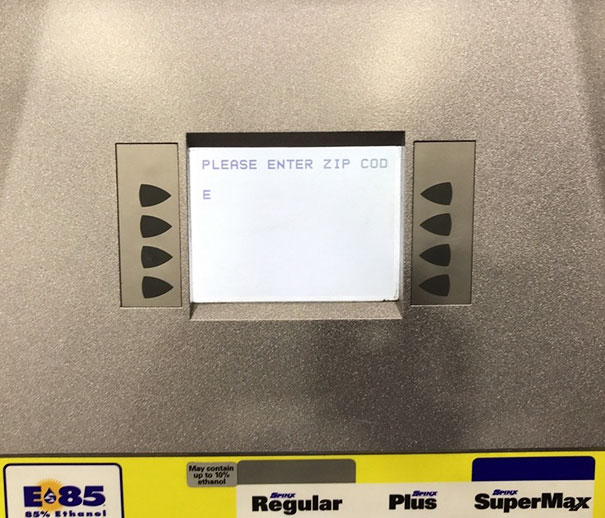 PLEASE ENTER ZIP COD
E
May contain
up to 10%
ethanol
E85
85% Ethanol
Regular
Plus
SuperMax